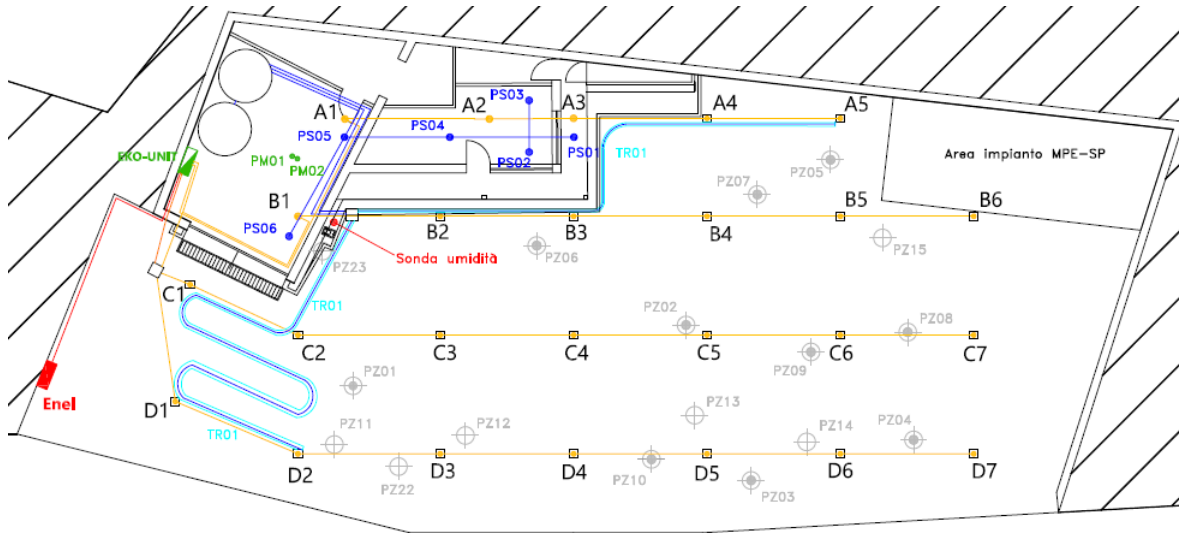 PS03
A1
A2
A3
A4
A5
PS05
PS04
PS01
PS02
TR01
Area impianto MPE-SP
EKO-UNIT
PM01
PM02
PZ05
PZ07
B1
B2
B3
B4
B5
B6
PS06
Sonda umidità
PZ06
PZ15
PZ23
C1
TR01
PZ02
PZ08
C2
C3
C4
C5
C6
C7
PZ09
Enel
PZ01
D1
PZ13
TR01
PZ11
PZ12
PZ14
PZ04
D2
PZ22
D3
D4
PZ10
D5
PZ03
D6
D7